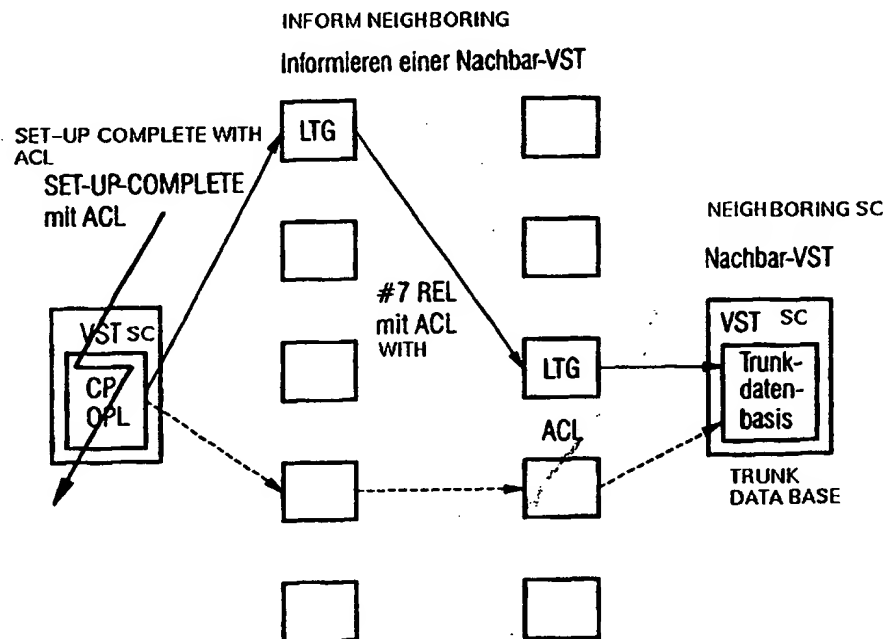 INFORM NEIGHBORING
Informieren einer Nachbar-VST
LTG
SET-UP COMPLETE WITH
ACL
SET-UP-COMPLETE
mit ACL
NEIGHBORING SC
Nachbar-VST
#7 REL
mit ACL
WITH
VST SC
CP
OPL
LTG
VST SC
Trunk-
daten-
basis
ACL
TRUNK
DATA BASE